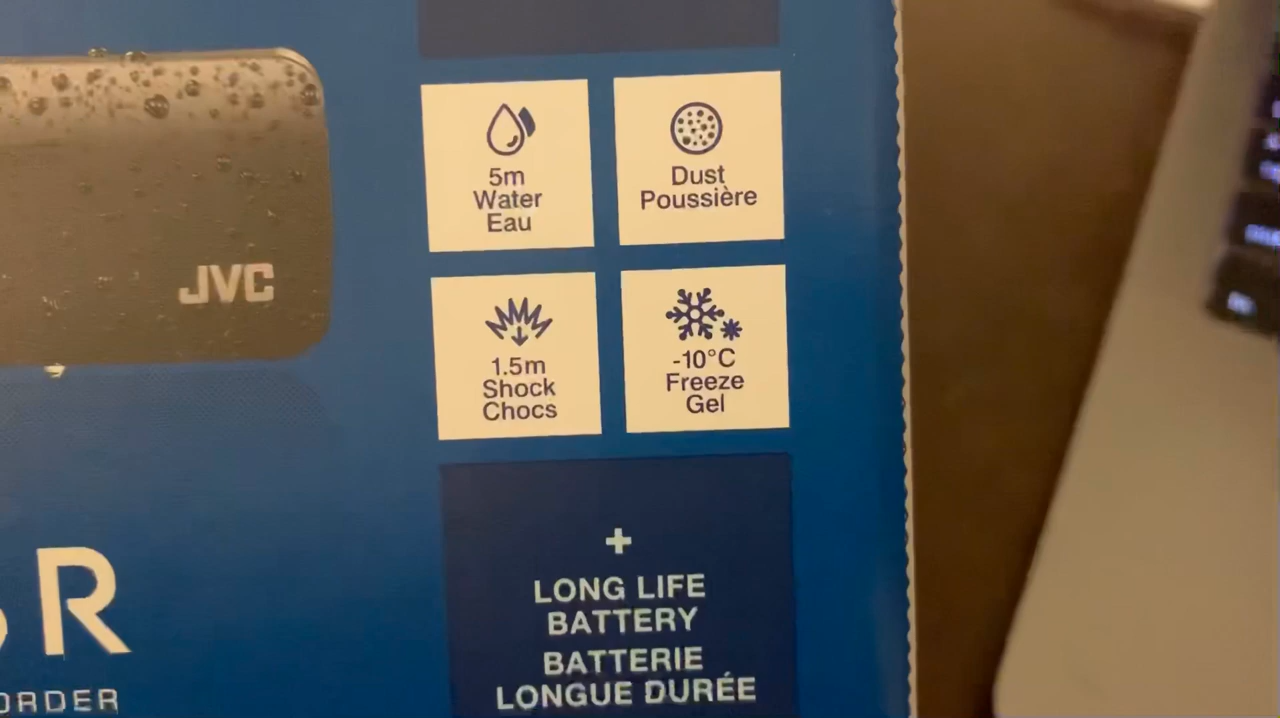 5m
Water
Eau
Dust
Poussière
JVC
1.5m
Shock
Chocs
-10°C
Freeze
Gel
+
LONG LIFE
BATTERY
BATTERIE
LONGUE DURÉE
R
ORDER